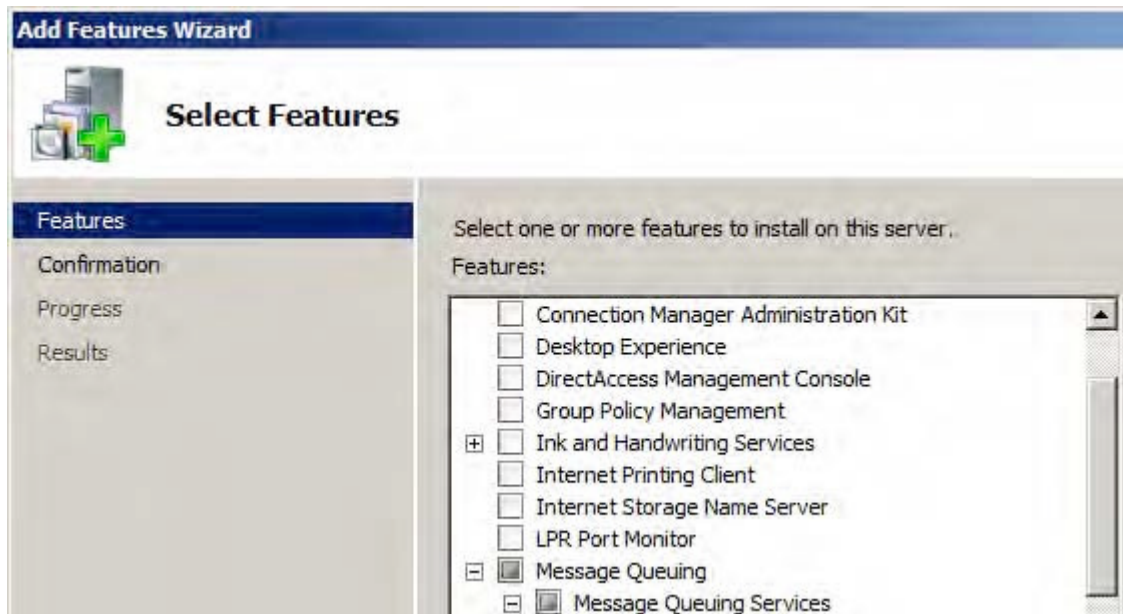 Add Features Wizard
Select Features
Features
Confirmation
Progress
Results
Select one or more features to install on this server.
Features:
Connection Manager Administration Kit
Desktop Experience
DirectAccess Management Console
Group Policy Management
Ink and Handwriting Services
Internet Printing Client
Internet Storage Name Server
LPR Port Monitor
Message Queuing
Message Queuing Services